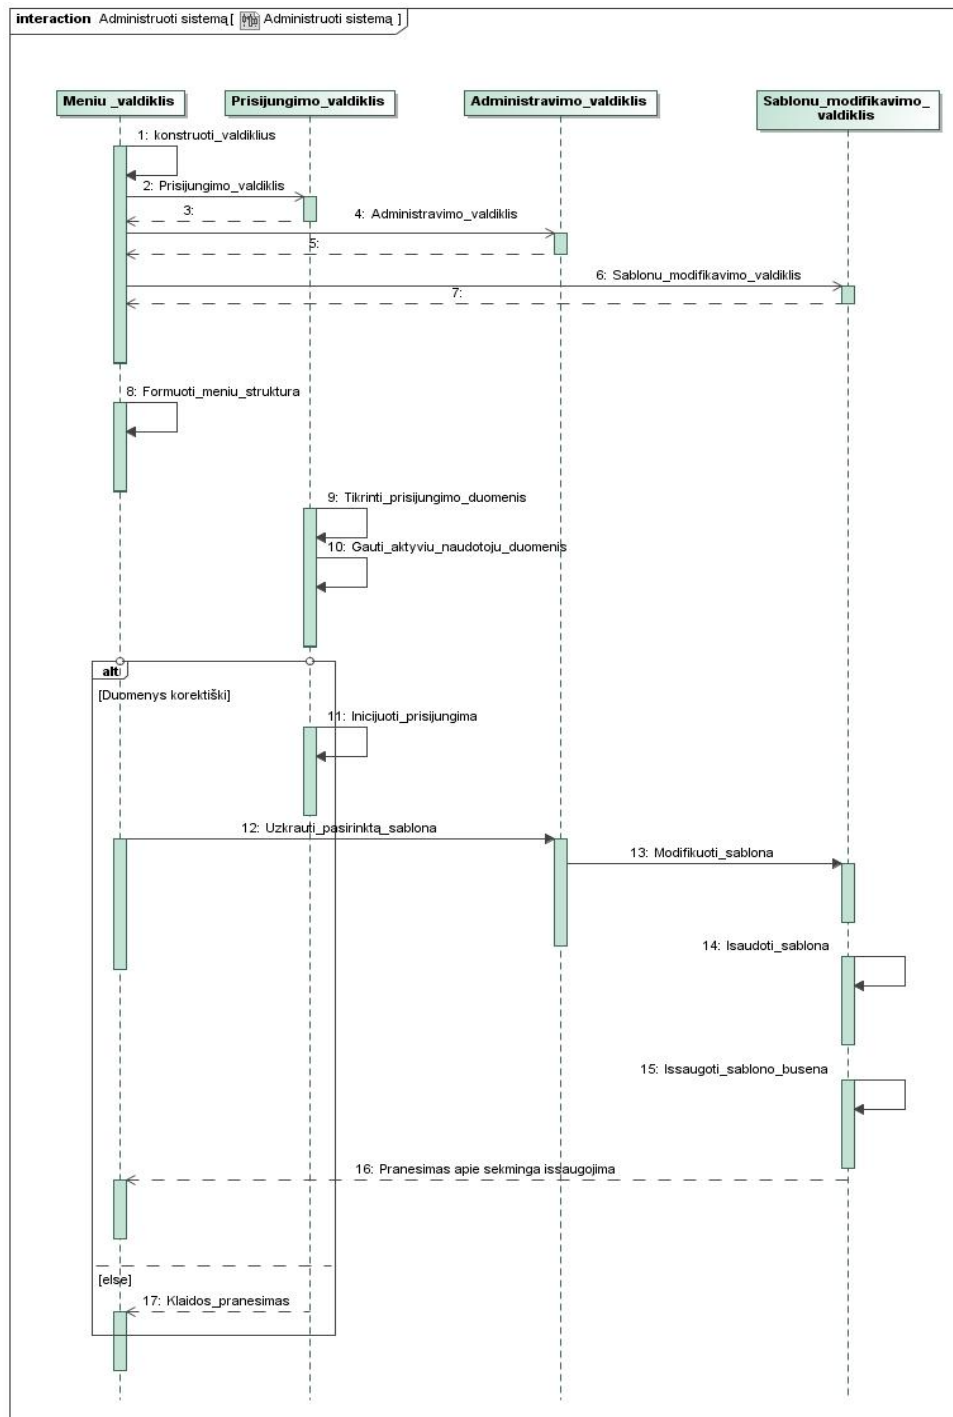 interaction Administruoti sistemą[ Administruoti sistemą ]
Meniu _valdiklis
Prisijungimo_valdiklis
Administravimo_valdiklis
Sablonu_modifikavimo_
valdiklis
1: konstruoti_valdiklius
2: Prisijungimo_valdiklis
3:
4: Administravimo_valdiklis
5:
6: Sablonu_modifikavimo_valdiklis
7:
8: Formuoti_meniu_struktura
9: Tikrinti_prisijungimo_duomenis
10: Gauti_aktyviu_naudotoju_duomenis
alt
[Duomenys korektiški]
11: Inicijuoti_prisijungima
12: Uzkrauti_pasirinkta_sablona
13: Modifikuoti_sablona
14: Isaudoti_sablona
15: Issaugoti_sablono_busena
16: Pranesimas apie sekminga issaugojima
[else]
17: Klaidos_pranesimas